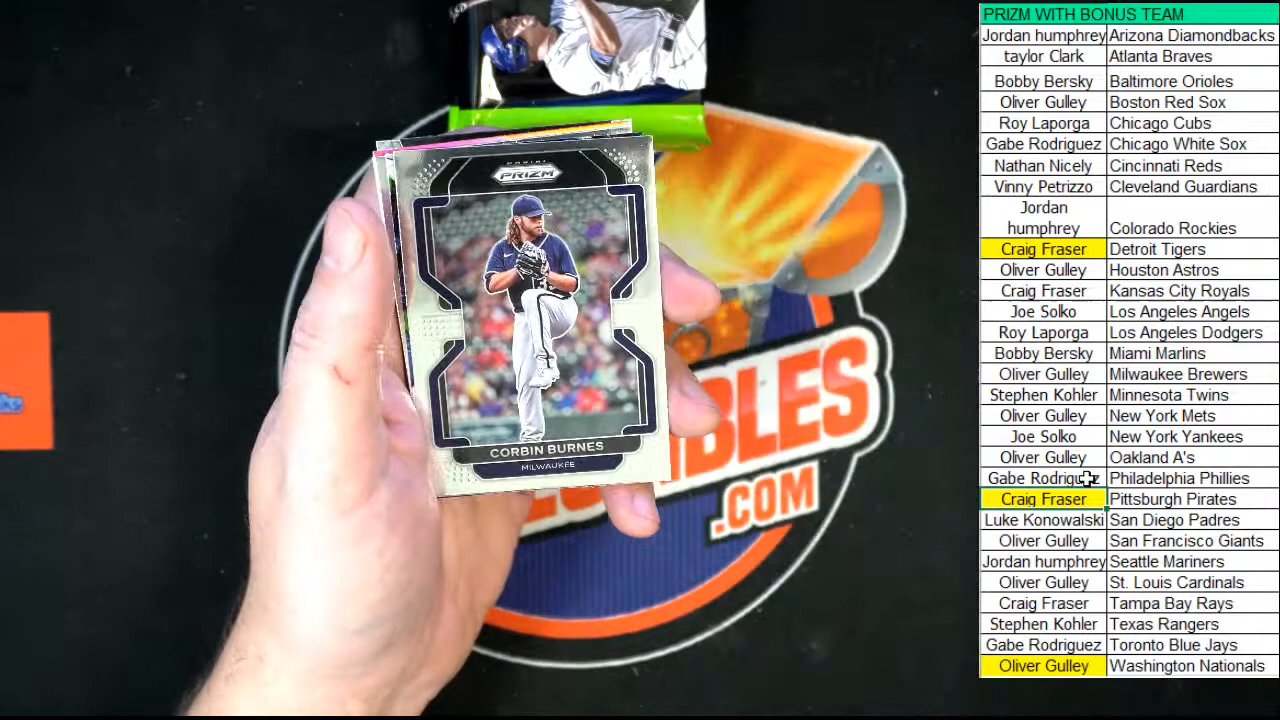 PANINI
PRIZM
CORBIN BURNES
MILWAUKEE
BLES
.COM
PRIZM WITH BONUS TEAM
Jordan humphrey Arizona Diamondbacks
taylor Clark Atlanta Braves
Bobby Bersky Baltimore Orioles
Oliver Gulley Boston Red Sox
Roy Laporga Chicago Cubs
Gabe Rodriguez Chicago White Sox
Nathan Nicely Cincinnati Reds
Vinny Petrizzo Cleveland Guardians
Jordan
humphrey Colorado Rockies
Craig Fraser Detroit Tigers
Oliver Gulley Houston Astros
Craig Fraser Kansas City Royals
Joe Solko Los Angeles Angels
Roy Laporga Los Angeles Dodgers
Bobby Bersky Miami Marlins
Oliver Gulley Milwaukee Brewers
Stephen Kohler Minnesota Twins
Oliver Gulley New York Mets
Joe Solko New York Yankees
Oliver Gulley Oakland A's
Gabe Rodriguez Philadelphia Phillies
Craig Fraser Pittsburgh Pirates
Luke Konowalski San Diego Padres
Oliver Gulley San Francisco Giants
Jordan humphrey Seattle Mariners
Oliver Gulley St. Louis Cardinals
Craig Fraser Tampa Bay Rays
Stephen Kohler Texas Rangers
Gabe Rodriguez Toronto Blue Jays
Oliver Gulley Washington Nationals